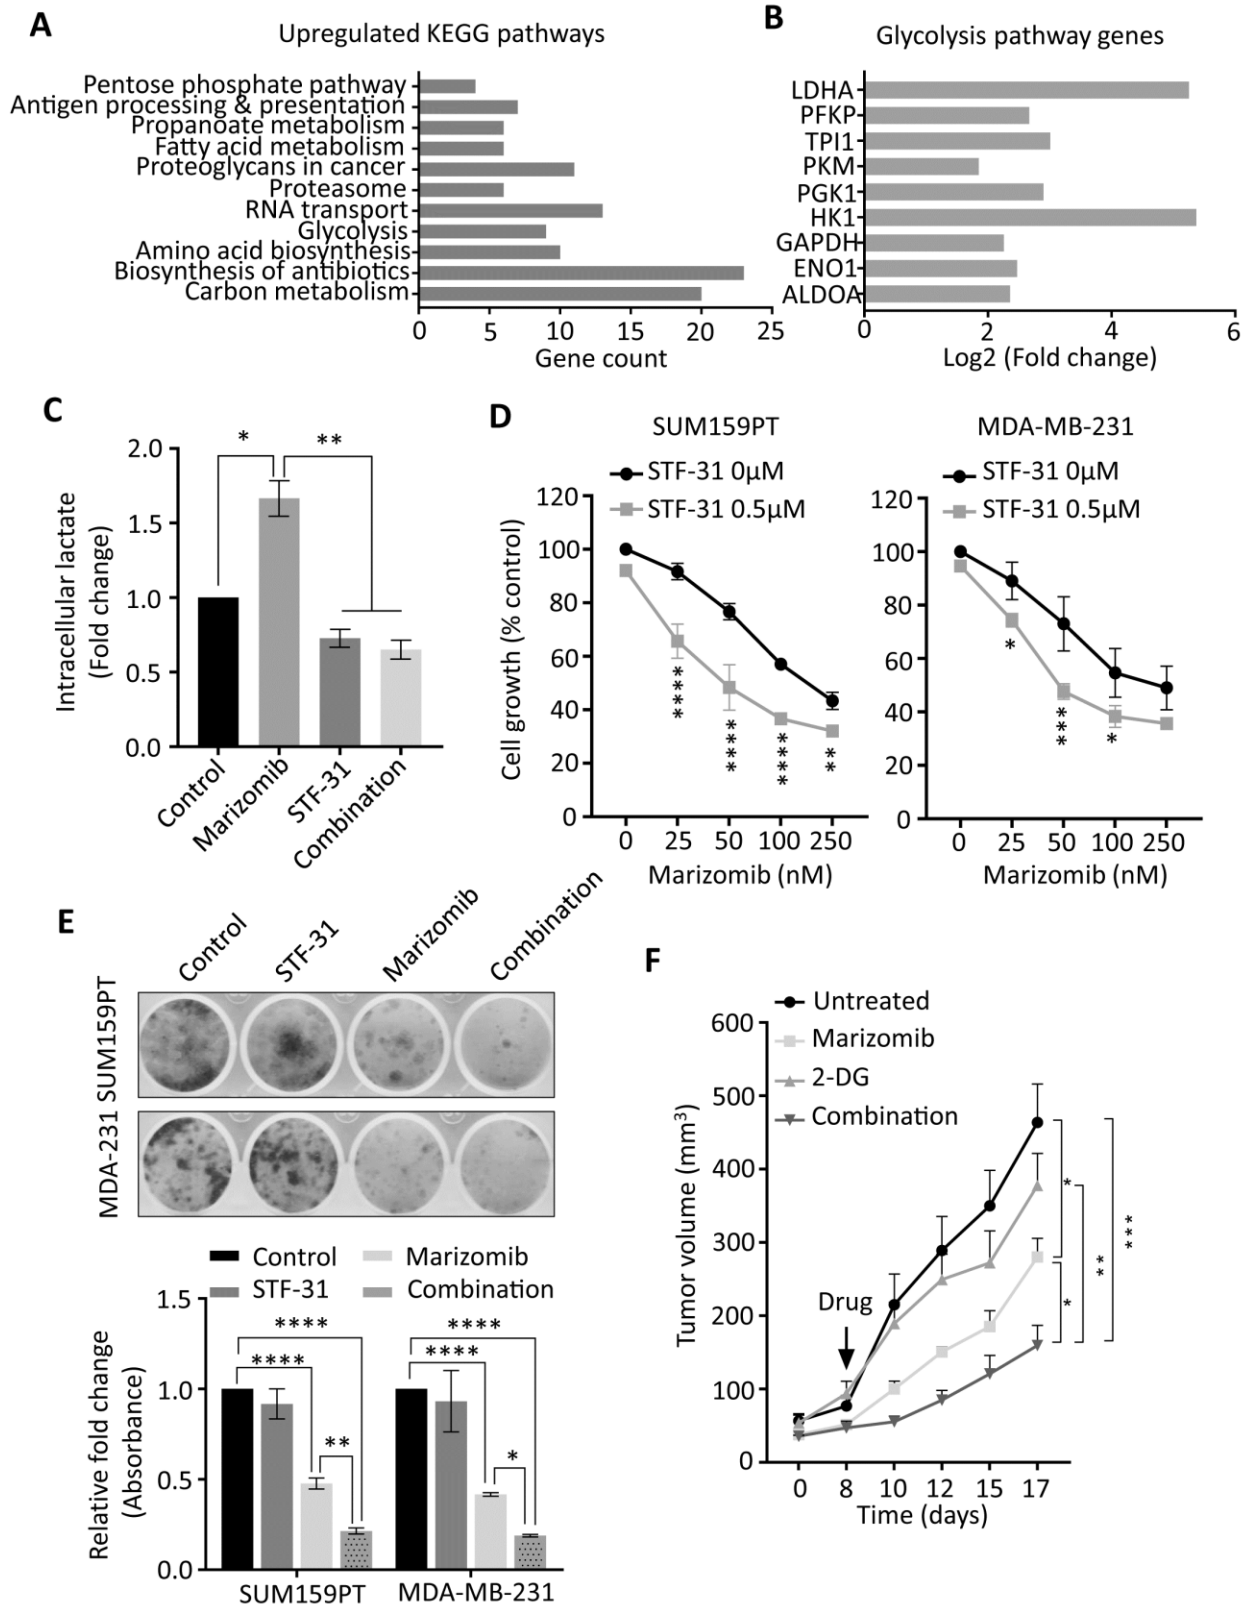 A
Upregulated KEGG pathways
Pentose phosphate pathway
Antigen processing & presentation
Propanoate metabolism
Fatty acid metabolism
Proteoglycans in cancer
Proteasome
RNA transport
Glycolysis
Amino acid biosynthesis
Biosynthesis of antibiotics
Carbon metabolism
0 5 10 15 20 25
Gene count
B
Glycolysis pathway genes
LDHA
PFKP
TPI1
PKM
PGK1
HK1
GAPDH
ENO1
ALDOA
0 2 4 6
Log2 (Fold change)
C
Intracellular lactate
(Fold change)
2.0
1.5
1.0
0.5
0.0
* **
Control
Marizomib
STF-31
Combination
D
SUM159PT
STF-31 0µM
STF-31 0.5µM
Cell growth (% control)
120
100
80
60
40
20
0
****
****
****
**
0 25 50 100 250
Marizomib (nM)
MDA-MB-231
STF-31 0µM
STF-31 0.5µM
120
100
80
60
40
20
0
*
***
*
0 25 50 100 250
Marizomib (nM)
E
Control
STF-31
Marizomib
Combination
SUM159PT
MDA-231
Control
Marizomib
STF-31
Combination
Relative fold change
(Absorbance)
1.5
1.0
0.5
0.0
****
****
**
****
****
*
SUM159PT
MDA-MB-231
F
Untreated
Marizomib
2-DG
Combination
Tumor volume (mm³)
600
500
400
300
200
100
0
Drug
*
*
**
***
0 8 10 12 15 17
Time (days)